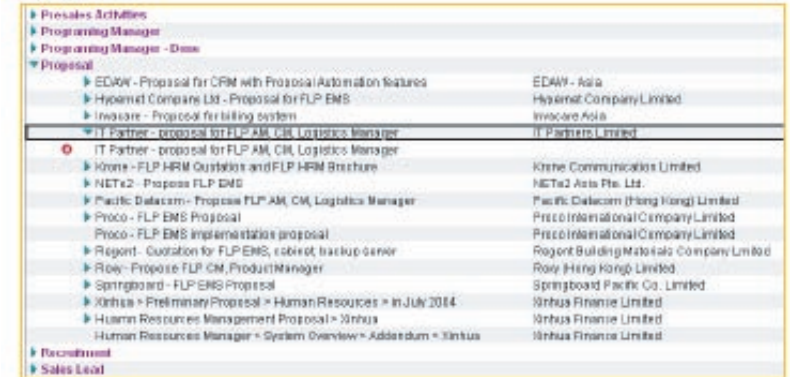 Presales Activities
Programing Manager
Programing Manager - Done
Proposal
EDAW - Proposal for CRM with Proposal Automation features EDAW - Asia
Hypernet Company Ltd - Proposal for FLP EMS Hypernet Company Limited
Invacare - Proposal for billing system Invacare Asia
IT Partner - proposal for FLP AM, CM, Logistics Manager IT Partners Limited
IT Partner - proposal for FLP AM, CM, Logistics Manager
Krone - FLP HRM Quotation and FLP HRM Brochure Krone Communication Limited
NETe2 - Propose FLP EMS NETe2 Asia Pte. Ltd.
Pacific Datacom - Propose FLP AM, CM, Logistics Manager Pacific Datacom (Hong Kong) Limited
Proco - FLP EMS Proposal Proco International Company Limited
Proco - FLP EMS implementation proposal Proco International Company Limited
Regent - Quotation for FLP EMS, cabinet, backup server Regent Building Materials Company Limited
Roxy - Propose FLP CM, Product Manager Roxy (Hong Kong) Limited
Springboard - FLP EMS Proposal Springboard Pacific Co. Limited
Xinhua > Preliminary Proposal > Human Resources > in July 2004 Xinhua Finance Limited
Huamn Resources Management Proposal > Xinhua Xinhua Finance Limited
Human Resources Manager < System Overview < Addendum < Xinhua Xinhua Finance Limited
Recruitment
Sales Lead